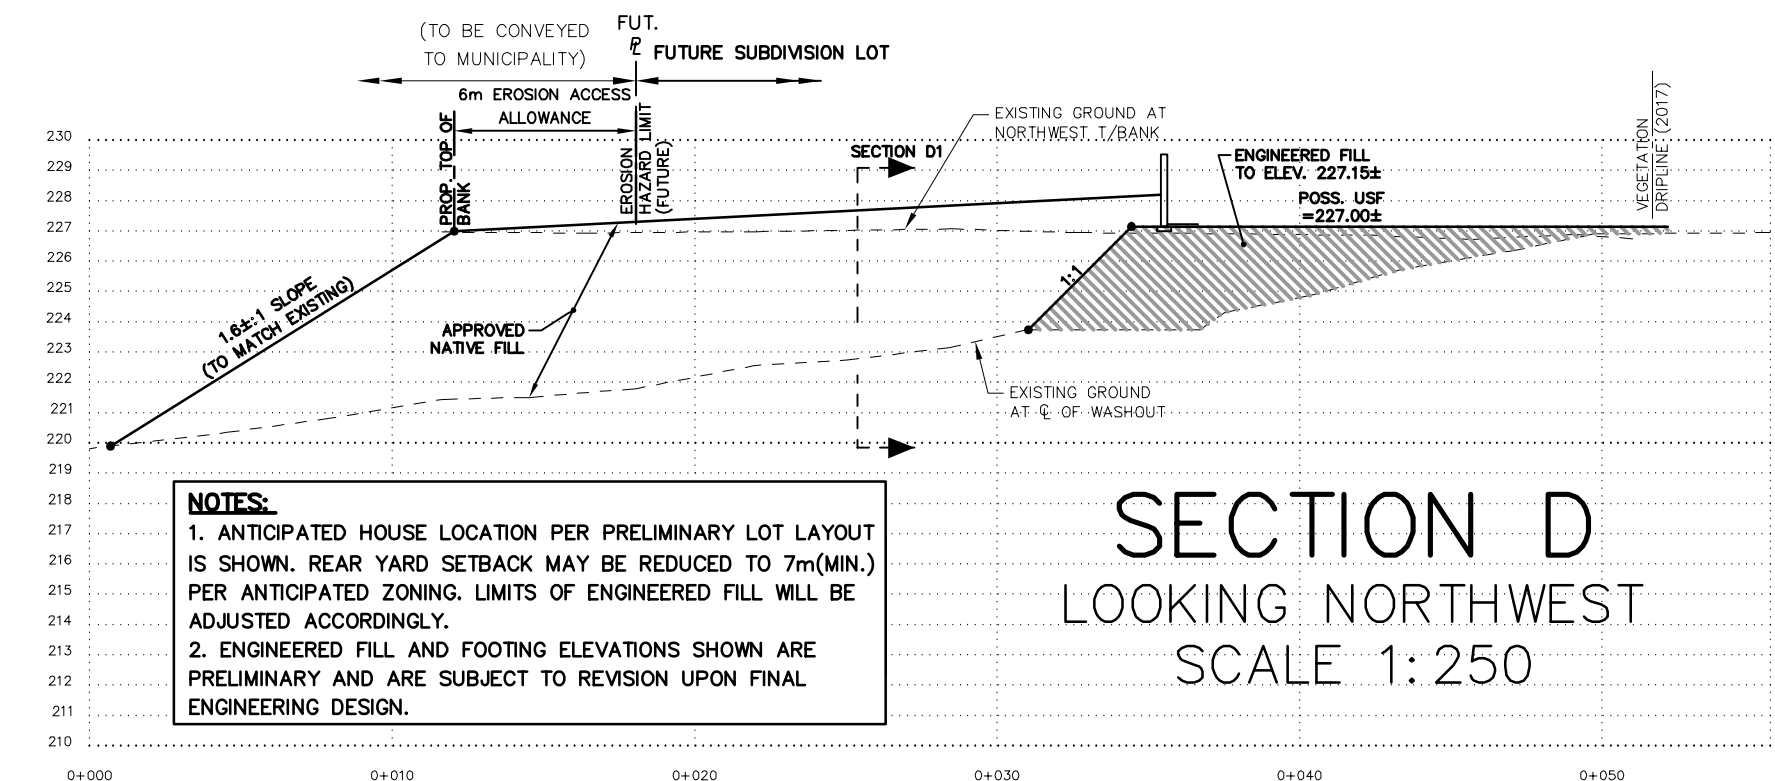 (TO BE CONVEYED
TO MUNICIPALITY)
FUT.
℄
FUTURE SUBDIVISION LOT
6m EROSION ACCESS
ALLOWANCE
PROP. TOP OF
BANK
EROSION
HAZARD LIMIT
(FUTURE)
EXISTING GROUND AT
NORTHWEST T/BANK
SECTION D1
ENGINEERED FILL
TO ELEV. 227.15±
POSS. USF
=227.00±
VEGETATION
DRIPLINE (2017)
230
229
228
227
226
225
224
223
222
221
220
219
218
217
216
215
214
213
212
211
210
1.6±:1 SLOPE
(TO MATCH EXISTING)
APPROVED
NATIVE FILL
1:1
EXISTING GROUND
AT ℄ OF WASHOUT
NOTES:
1. ANTICIPATED HOUSE LOCATION PER PRELIMINARY LOT LAYOUT
IS SHOWN. REAR YARD SETBACK MAY BE REDUCED TO 7m(MIN.)
PER ANTICIPATED ZONING. LIMITS OF ENGINEERED FILL WILL BE
ADJUSTED ACCORDINGLY.
2. ENGINEERED FILL AND FOOTING ELEVATIONS SHOWN ARE
PRELIMINARY AND ARE SUBJECT TO REVISION UPON FINAL
ENGINEERING DESIGN.
SECTION D
LOOKING NORTHWEST
SCALE 1:250
0+000
0+010
0+020
0+030
0+040
0+050